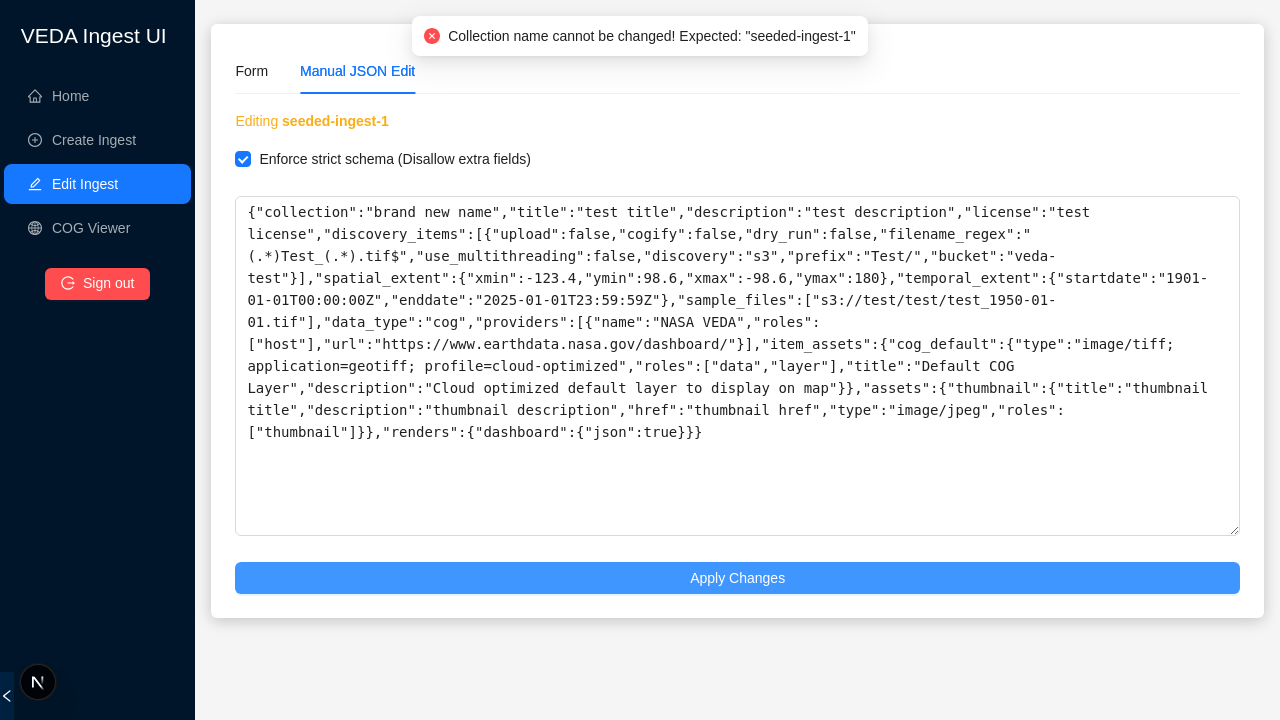 VEDA Ingest UI
Home
Create Ingest
Edit Ingest
COG Viewer
Sign out
Collection name cannot be changed! Expected: "seeded-ingest-1"
Form
Manual JSON Edit
Editing seeded-ingest-1
Enforce strict schema (Disallow extra fields)
{"collection":"brand new name","title":"test title","description":"test description","license":"test
license","discovery_items":[{"upload":false,"cogify":false,"dry_run":false,"filename_regex":"
(.*)Test_(.*).tif$","use_multithreading":false,"discovery":"s3","prefix":"Test/","bucket":"veda-
test"}],"spatial_extent":{"xmin":-123.4,"ymin":98.6,"xmax":-98.6,"ymax":180},"temporal_extent":{"startdate":"1901-
01-01T00:00:00Z","enddate":"2025-01-01T23:59:59Z"},"sample_files":["s3://test/test/test_1950-01-
01.tif"],"data_type":"cog","providers":[{"name":"NASA VEDA","roles":
["host"],"url":"https://www.earthdata.nasa.gov/dashboard/"}],"item_assets":{"cog_default":{"type":"image/tiff;
application=geotiff; profile=cloud-optimized","roles":["data","layer"],"title":"Default COG
Layer","description":"Cloud optimized default layer to display on map"}},"assets":{"thumbnail":{"title":"thumbnail
title","description":"thumbnail description","href":"thumbnail href","type":"image/jpeg","roles":
["thumbnail"]}},"renders":{"dashboard":{"json":true}}}
Apply Changes